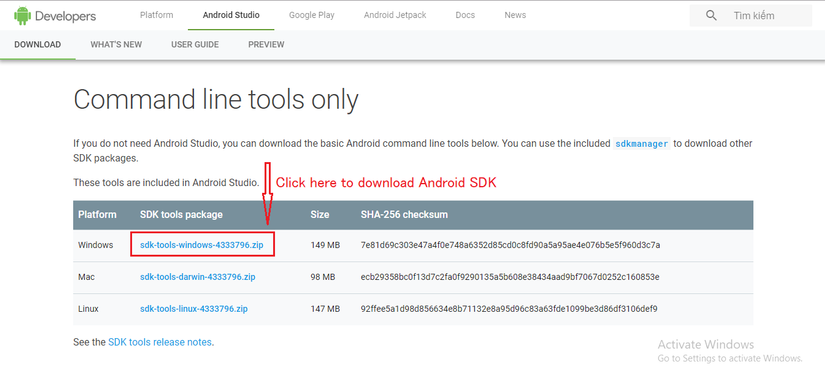 Developers Platform Android Studio Google Play Android Jetpack Docs News Tìm kiếm
DOWNLOAD WHAT'S NEW USER GUIDE PREVIEW
Command line tools only
If you do not need Android Studio, you can download the basic Android command line tools below. You can use the included sdkmanager to download other
SDK packages.
These tools are included in Android Studio.
Click here to download Android SDK
Platform SDK tools package Size SHA-256 checksum
Windows sdk-tools-windows-4333796.zip 149 MB 7e81d69c303e47a4f0e748a6352d85cd0c8fd90a5a95ae4e076b5e5f960d3c7a
Mac sdk-tools-darwin-4333796.zip 98 MB ecb29358bc0f13d7c2fa0f9290135a5b608e38434aad9bf7067d0252c160853e
Linux sdk-tools-linux-4333796.zip 147 MB 92ffee5a1d98d856634e8b71132e8a95d96c83a63fde1099be3d86df3106def9
See the SDK tools release notes.
Activate Windows
Go to Settings to activate Windows.